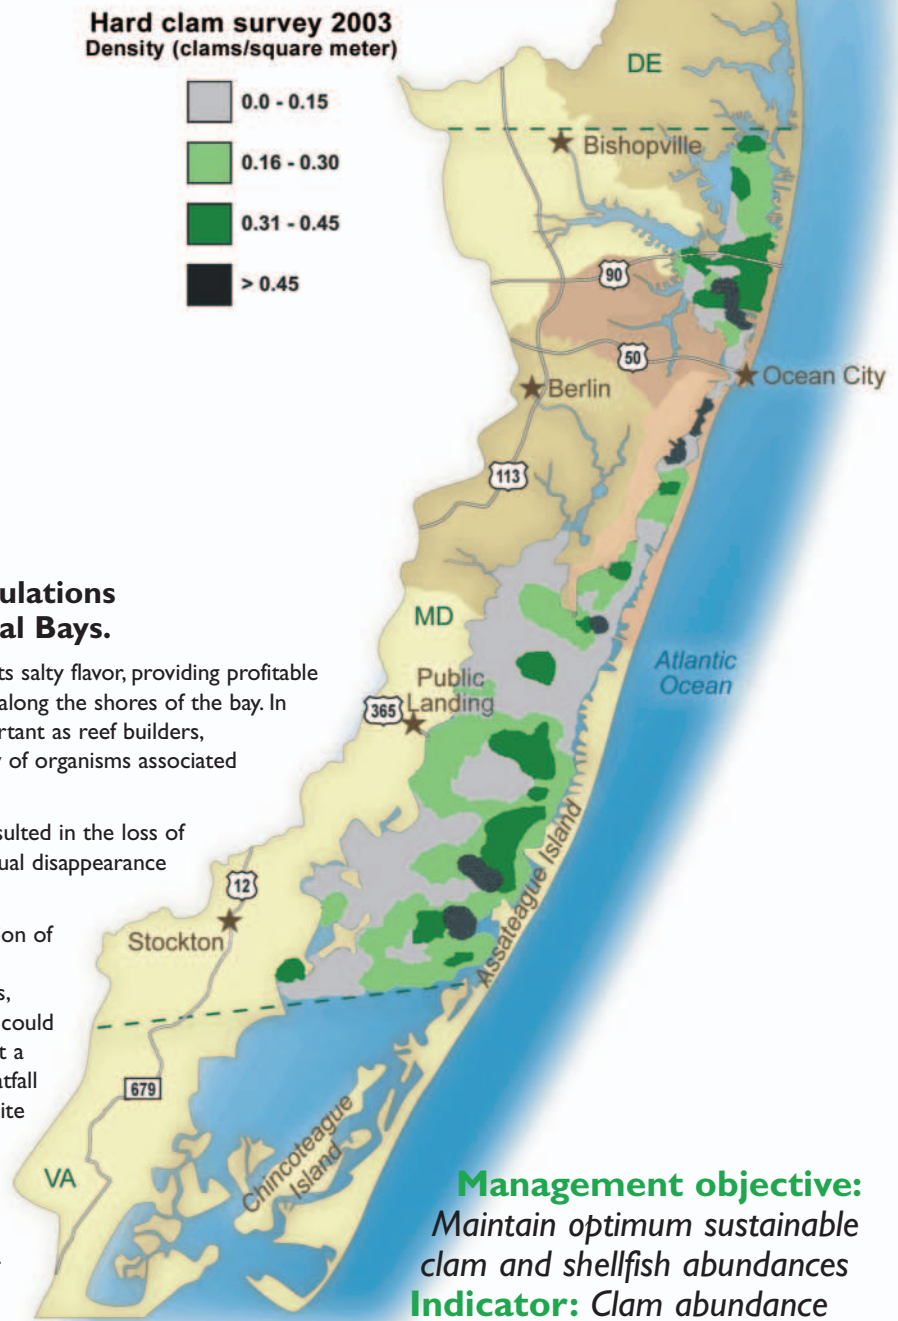 Hard clam survey 2003
Density (clams/square meter)
0.0 - 0.15
0.16 - 0.30
0.31 - 0.45
> 0.45
DE
Bishopville
90
50
Ocean City
Berlin
113
MD
Public
Landing
365
Atlantic
Ocean
Assateague Island
12
Stockton
679
VA
Chincoteague
Island
ulations
al Bays.
ts salty flavor, providing profitable
along the shores of the bay. In
rtant as reef builders,
y of organisms associated
sulted in the loss of
ual disappearance
on of
s,
could
t a
atfall
ite
Management objective:
Maintain optimum sustainable
clam and shellfish abundances
Indicator: Clam abundance